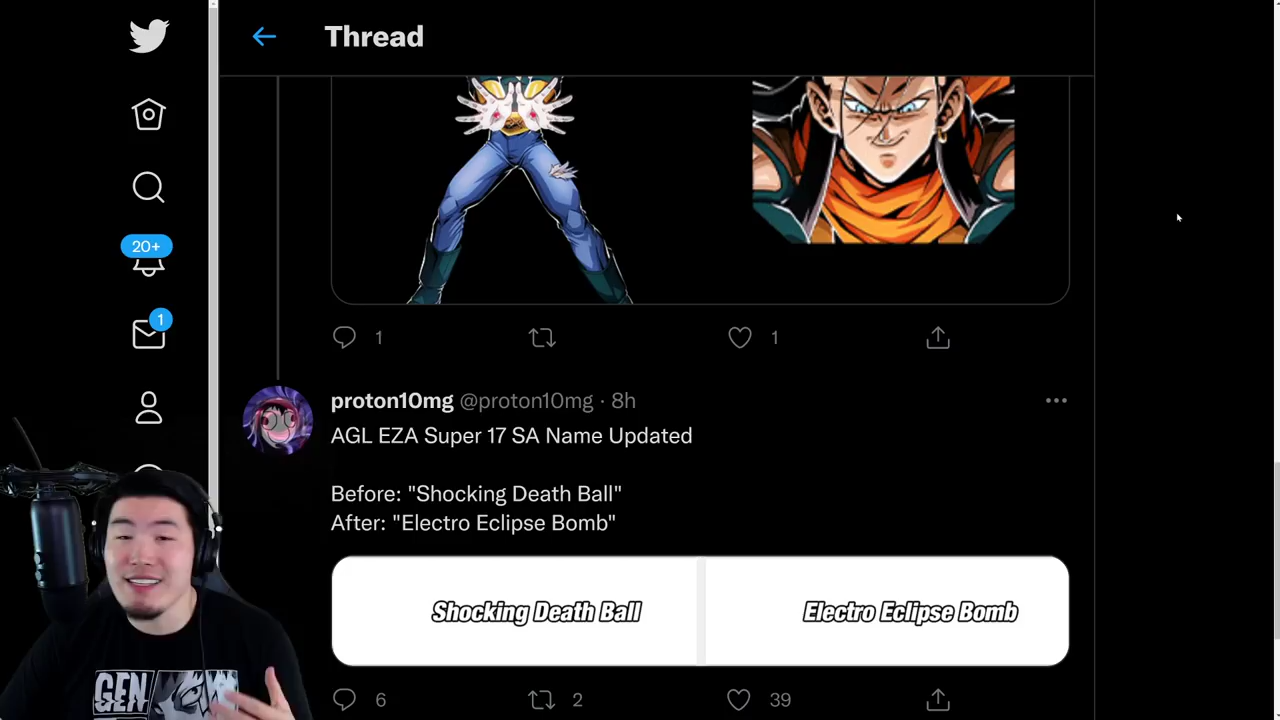 Thread
1
1
20+
1
proton10mg @proton10mg · 8h
AGL EZA Super 17 SA Name Updated
Before: "Shocking Death Ball"
After: "Electro Eclipse Bomb"
Shocking Death Ball
Electro Eclipse Bomb
6
2
39
GEN